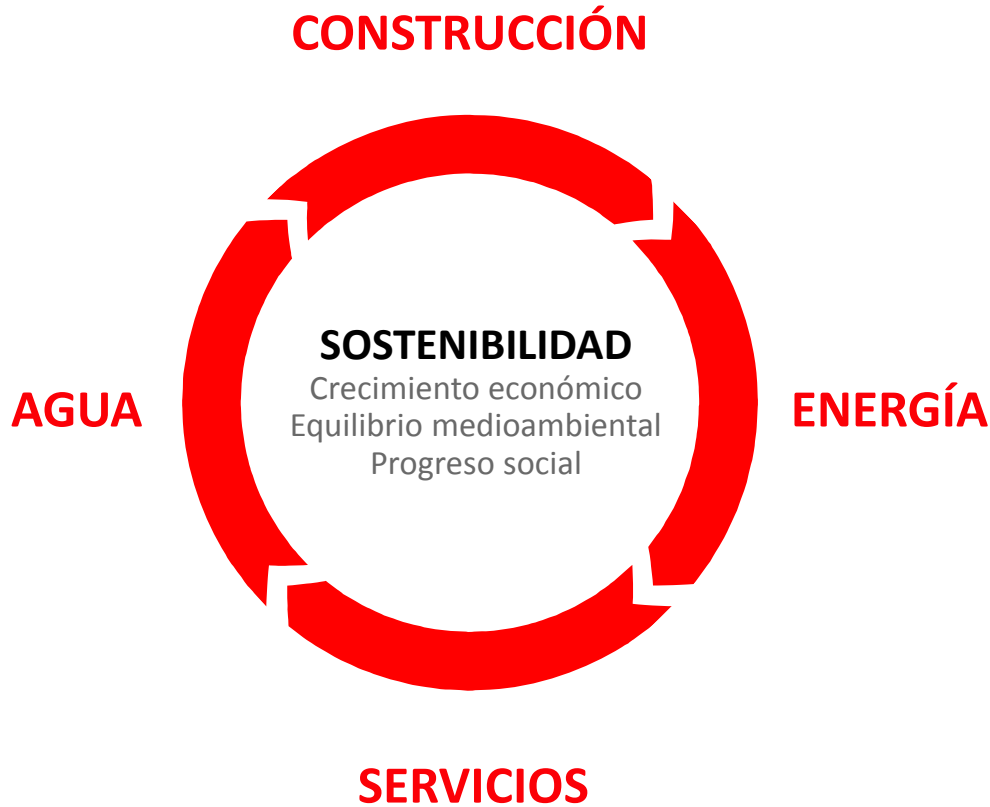 CONSTRUCCIÓN
SOSTENIBILIDAD
Crecimiento económico
Equilibrio medioambiental
Progreso social
AGUA
ENERGÍA
SERVICIOS